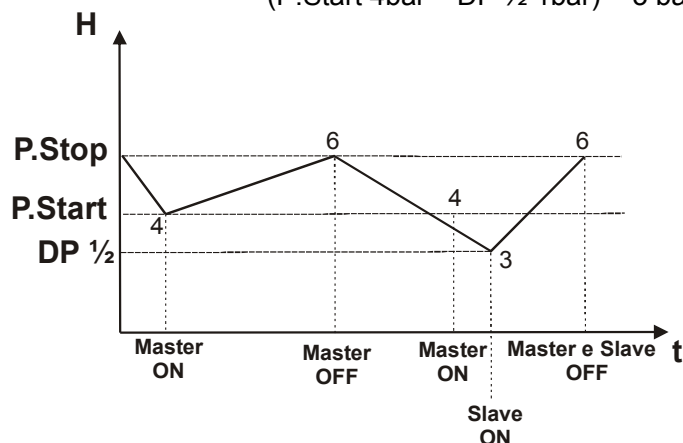 (P.Start 4bar – DP ½ 1bar) = 3 ba
H
6
6
P.Stop
4
P.Start
4
DP ½
3
Master
ON
Master
OFF
Master
ON
Master e Slave
OFF
t
Slave
ON